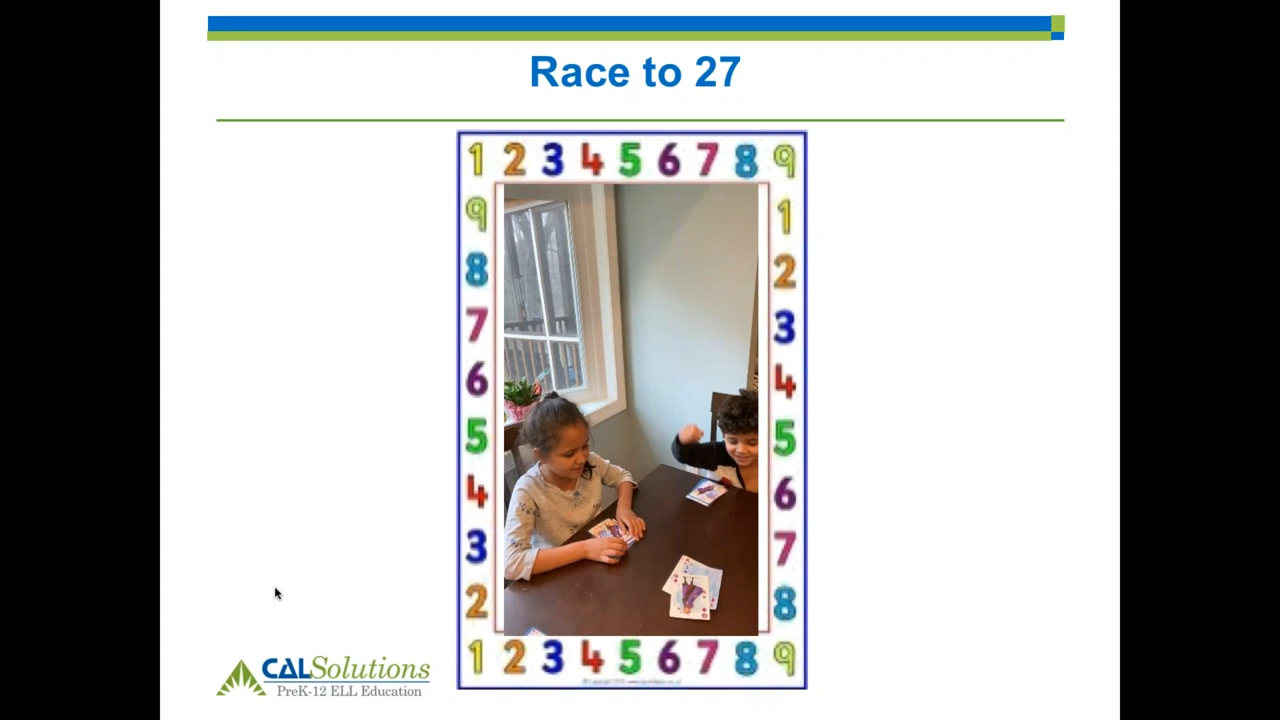 Race to 27
1 2 3 4 5 6 7 8 9
9 1
8 2
7 3
6 4
5 5
4 6
3 7
2 8
1 2 3 4 5 6 7 8 9
CALSolutions
PreK-12 ELL Education